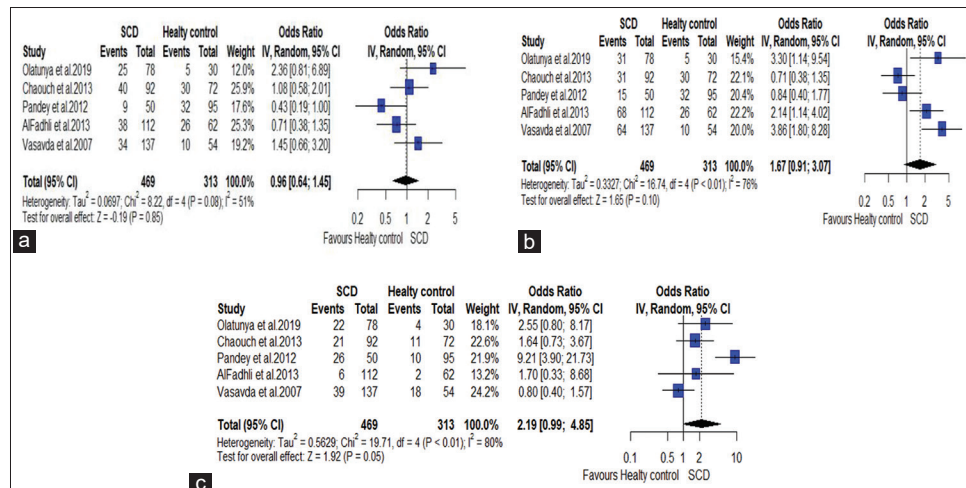 SCD Healty control Odds Ratio Odds Ratio
Study Events Total Events Total Weight IV, Random, 95% CI IV, Random, 95% CI
Olatunya et al.2019 25 78 5 30 12.0% 2.36 [0.81; 6.89]
Chaouch et al.2013 40 92 30 72 24.0% 1.08 [0.58; 2.01]
Pandey et al.2012 9 50 32 95 17.5% 0.43 [0.19; 1.00]
AlFadhli et al.2013 38 112 26 62 25.3% 0.71 [0.38; 1.35]
Vasavda et al.2007 34 137 10 54 19.2% 1.45 [0.66; 3.20]
Total (95% CI) 469 313 100.0% 0.96 [0.64; 1.45]
Heterogeneity: Tau² = 0.0697; Chi² = 8.22, df = 4 (P = 0.08); I² = 51%
Test for overall effect: Z = -0.19 (P = 0.85)
0.2 0.5 1 2 5
Favours Healty control SCD
a
SCD Healty control Odds Ratio Odds Ratio
Study Events Total Events Total Weight IV, Random, 95% CI IV, Random, 95% CI
Olatunya et al.2019 31 78 5 30 15.4% 3.30 [1.14; 9.54]
Chaouch et al.2013 31 92 30 72 22.1% 0.71 [0.38; 1.35]
Pandey et al.2012 15 50 32 95 20.4% 0.84 [0.40; 1.77]
AlFadhli et al.2013 68 112 26 62 22.3% 2.14 [1.14; 4.02]
Vasavda et al.2007 64 137 10 54 19.9% 3.86 [1.80; 8.28]
Total (95% CI) 469 313 100.0% 1.67 [0.91; 3.07]
Heterogeneity: Tau² = 0.3327; Chi² = 16.74, df = 4 (P < 0.01); I² = 76%
Test for overall effect: Z = 1.65 (P = 0.10)
0.2 0.5 1 2 5
Favours Healty control SCD
b
SCD Healty control Odds Ratio Odds Ratio
Study Events Total Events Total Weight IV, Random, 95% CI IV, Random, 95% CI
Olatunya et al.2019 22 78 4 30 18.1% 2.55 [0.80; 8.17]
Chaouch et al.2013 21 92 11 72 22.6% 1.64 [0.73; 3.67]
Pandey et al.2012 26 50 10 95 21.9% 9.21 [3.90; 21.73]
AlFadhli et al.2013 6 112 2 62 13.2% 1.70 [0.33; 8.68]
Vasavda et al.2007 39 137 18 54 24.2% 0.80 [0.40; 1.57]
Total (95% CI) 469 313 100.0% 2.19 [0.99; 4.85]
Heterogeneity: Tau² = 0.5629; Chi² = 19.71, df = 4 (P < 0.01); I² = 80%
Test for overall effect: Z = 1.92 (P = 0.05)
0.1 0.5 1 2 10
Favours Healty control SCD
c